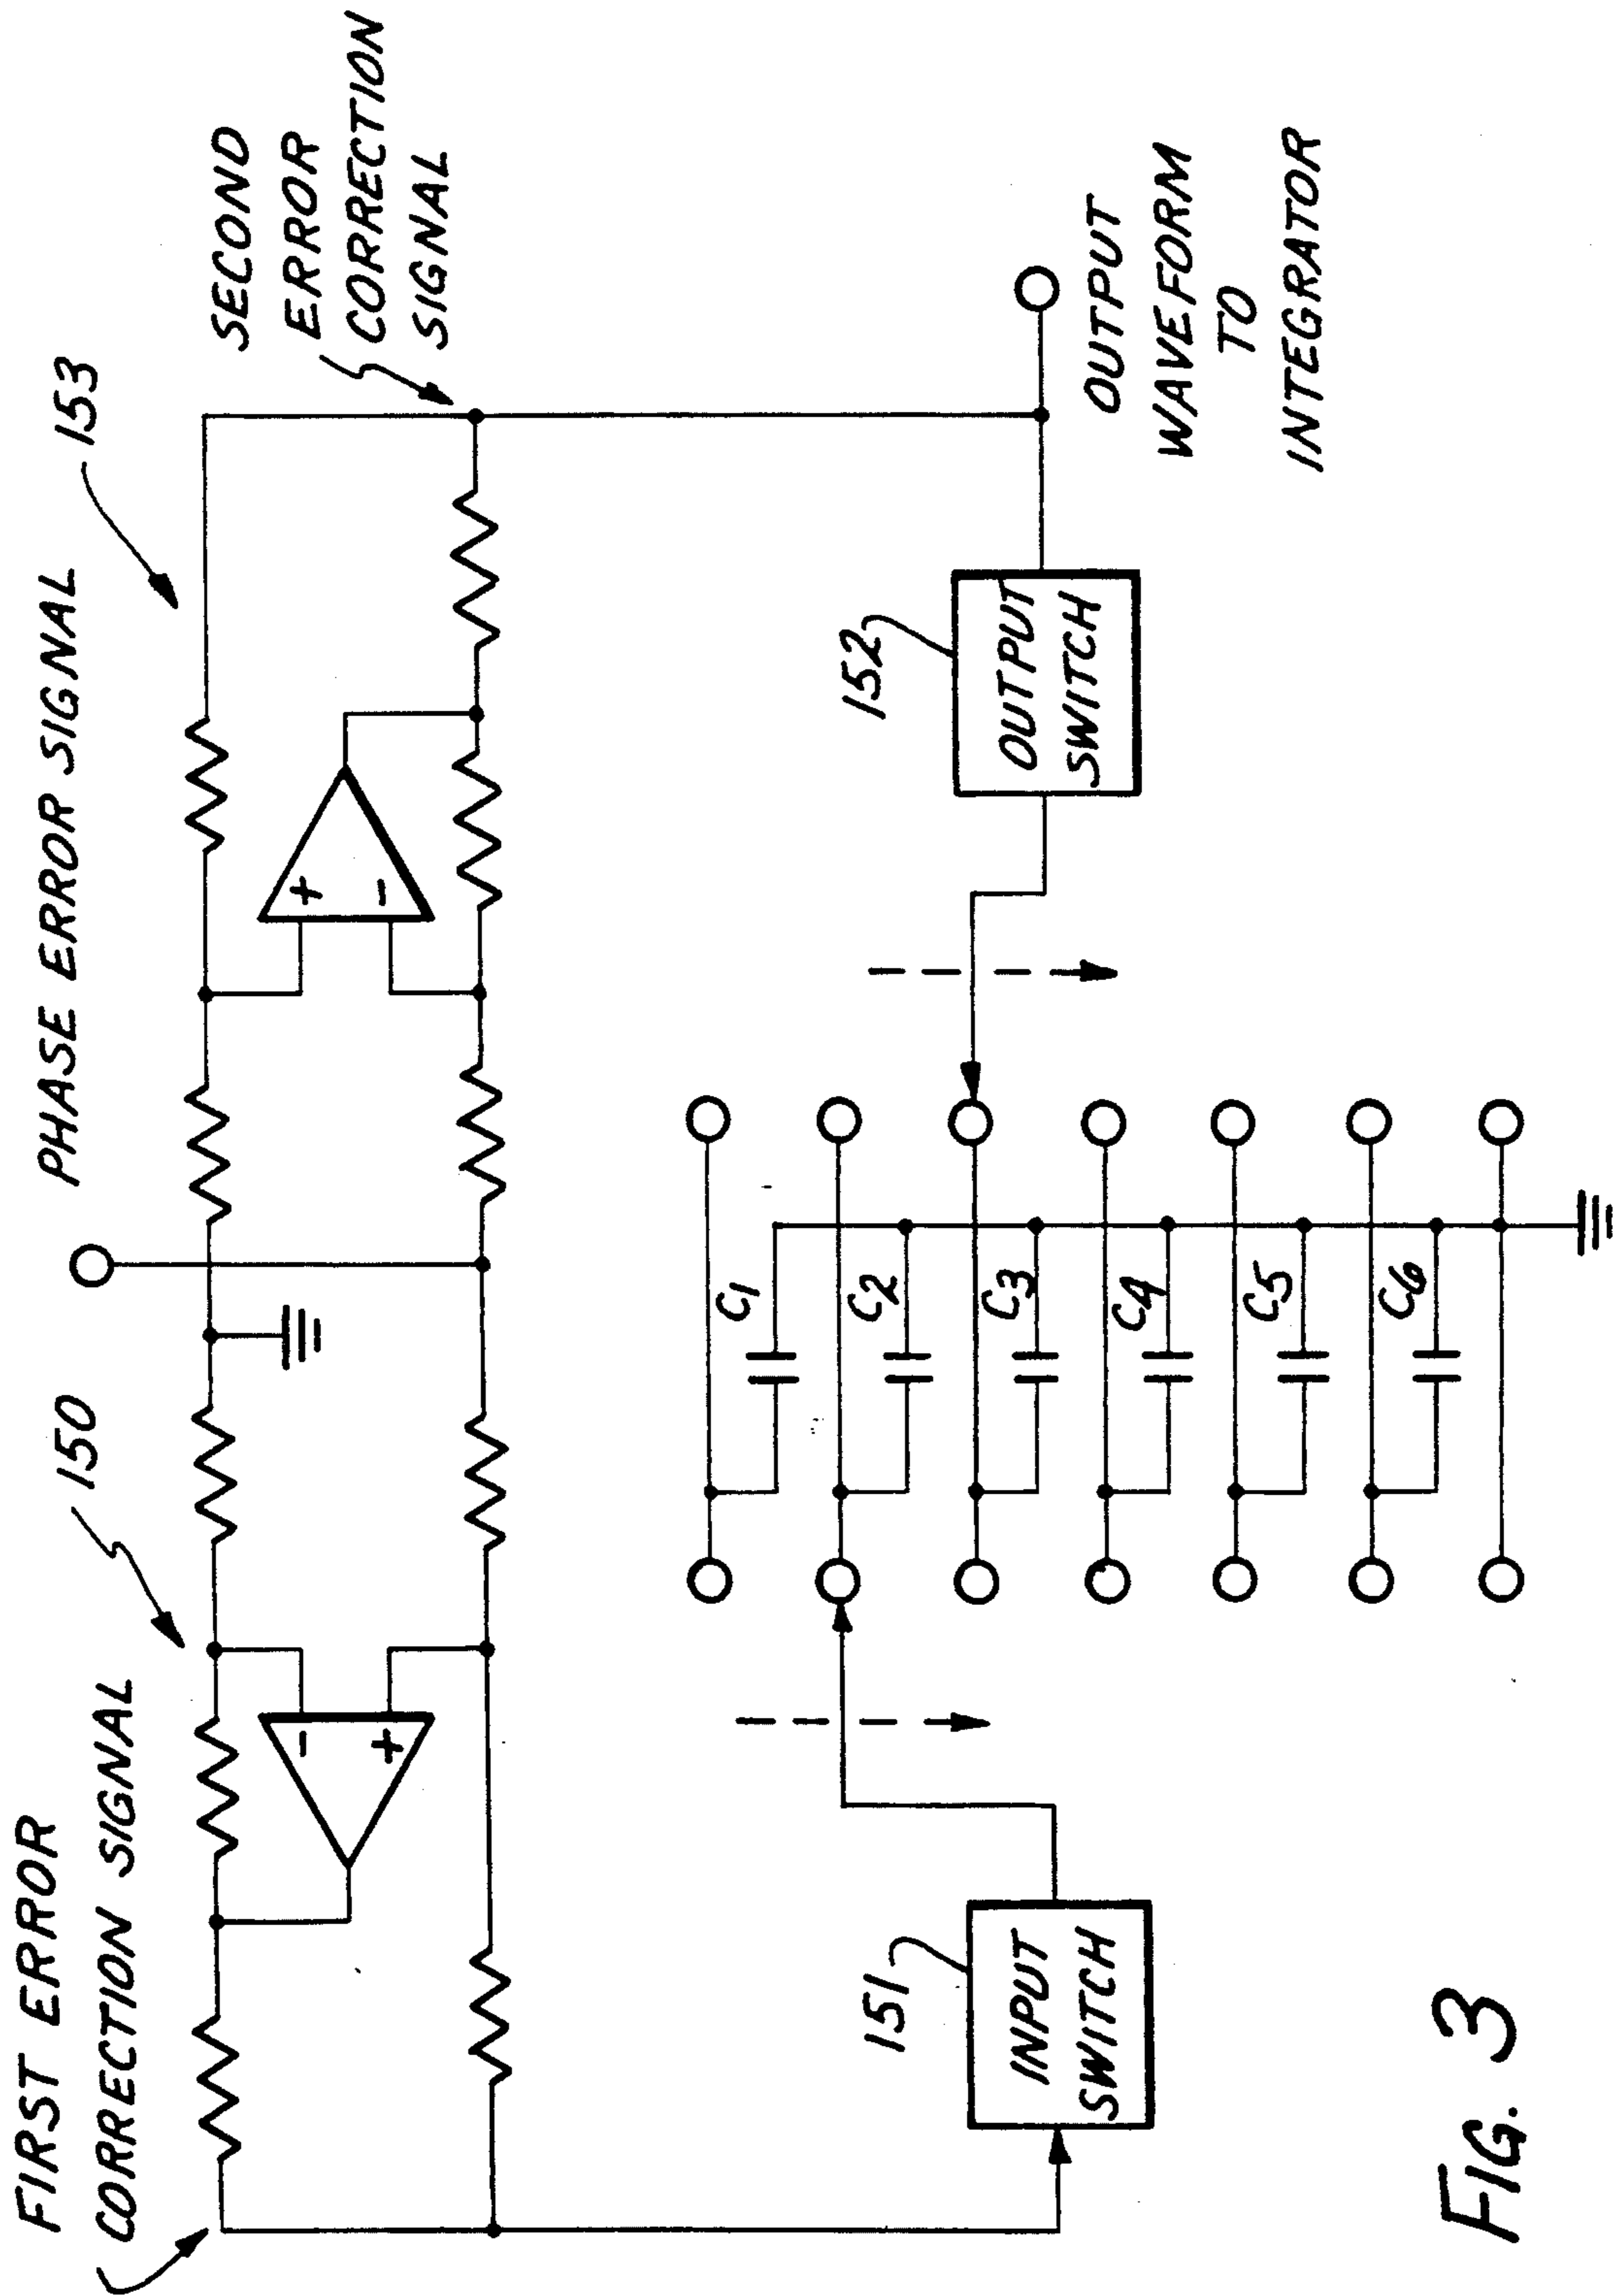 FIRST ERROR
CORRECTION SIGNAL
150
PHASE ERROR SIGNAL
153
SECOND
ERROR
CORRECTION
SIGNAL
-
+
+
-
151
INPUT
SWITCH
C1
C2
C3
C4
C5
C6
152
OUTPUT
SWITCH
OUTPUT
WAVEFORM
TO
INTEGRATOR
FIG. 3